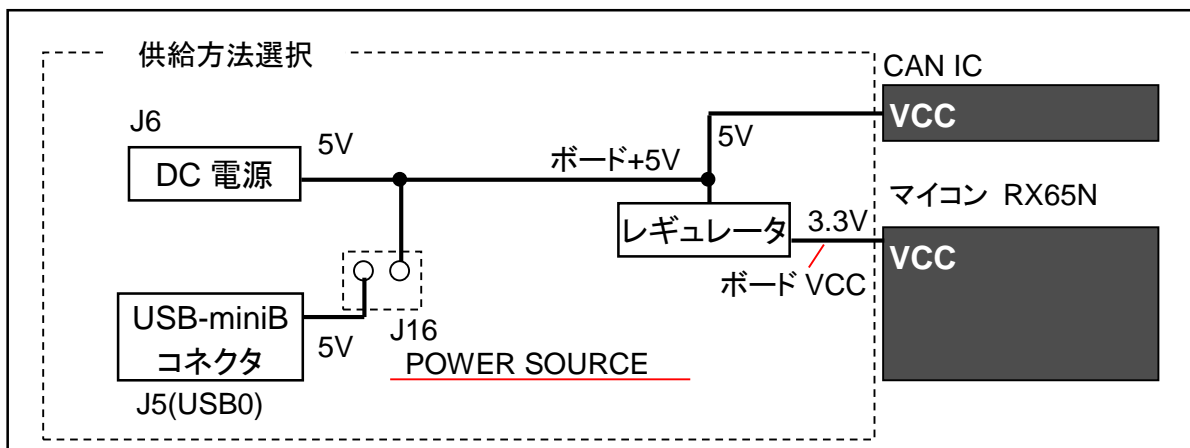 供給方法選択
CAN IC
VCC
J6
5V
5V
DC 電源
ボード+5V
マイコン RX65N
レギュレータ
3.3V
VCC
ボード VCC
USB-miniB
コネクタ
5V
J16
POWER SOURCE
J5(USB0)